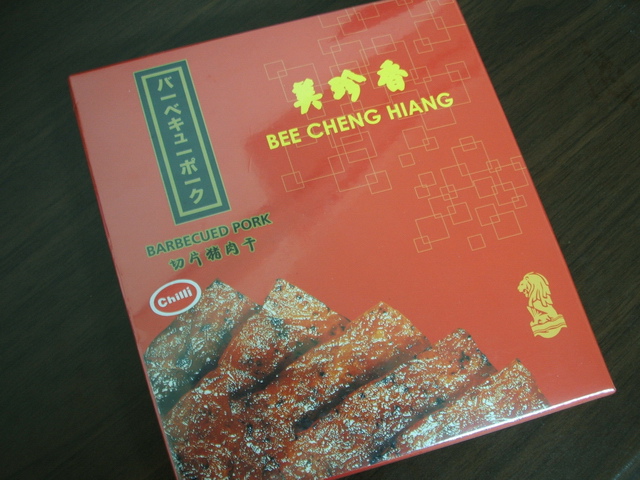 美珍香
BEE CHENG HIANG
バーベキューポーク
BARBECUED PORK
切片猪肉干
Chilli